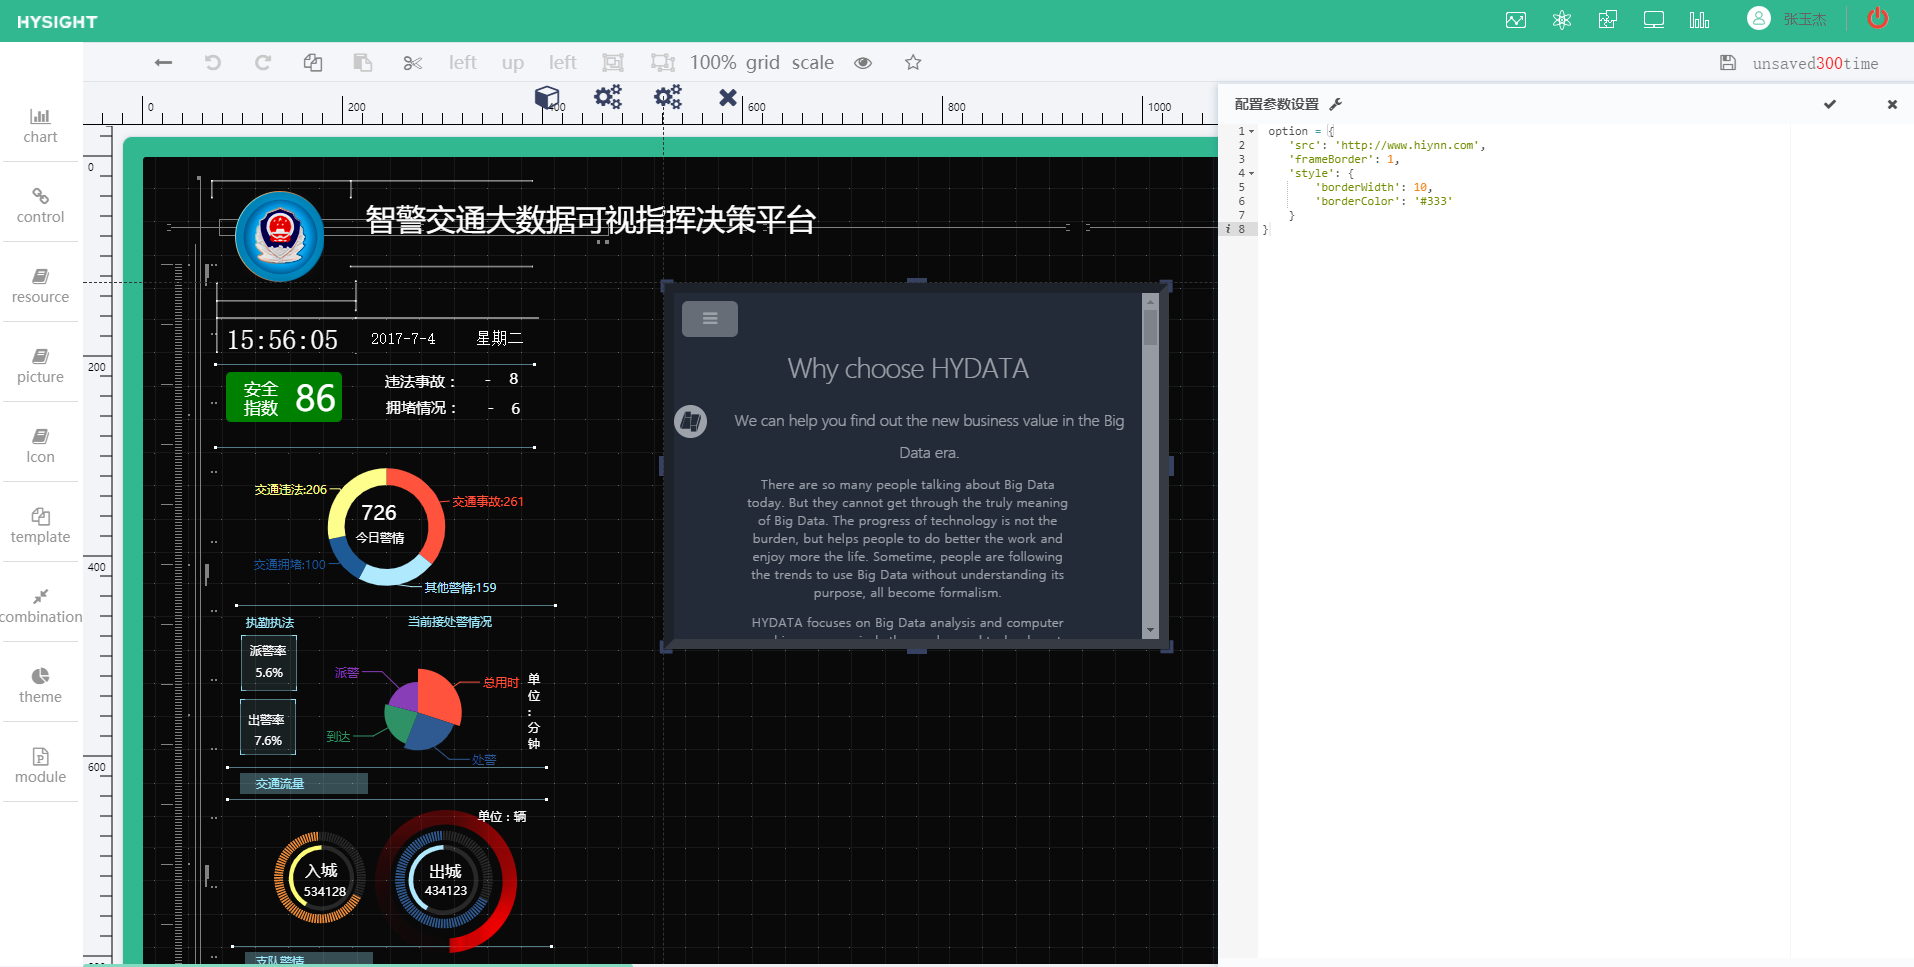 HYSIGHT
张玉杰
left up left 100% grid scale
unsaved300time
chart
control
resource
picture
Icon
template
combination
theme
module
0 200 400 600 800 1000
0
200
400
600
智警交通大数据可视指挥决策平台
15:56:05 2017-7-4 星期二
安全
指数
86
违法事故: - 8
拥堵情况: - 6
交通违法:206
交通事故:261
726
今日警情
交通拥堵:100
其他警情:159
执勤执法
当前接处警情况
派警率
5.6%
出警率
7.6%
派警
总用时
到达
处警
单
位
:
分
钟
交通流量
单位:辆
入城
534128
出城
434123
支队警情
Why choose HYDATA
We can help you find out the new business value in the Big
Data era.
There are so many people talking about Big Data
today. But they cannot get through the truly meaning
of Big Data. The progress of technology is not the
burden, but helps people to do better the work and
enjoy more the life. Sometime, people are following
the trends to use Big Data without understanding its
purpose, all become formalism.
HYDATA focuses on Big Data analysis and computer
配置参数设置
1 option = {
2 'src': 'http://www.hiynn.com',
3 'frameBorder': 1,
4 'style': {
5 'borderWidth': 10,
6 'borderColor': '#333'
7 }
i 8 }